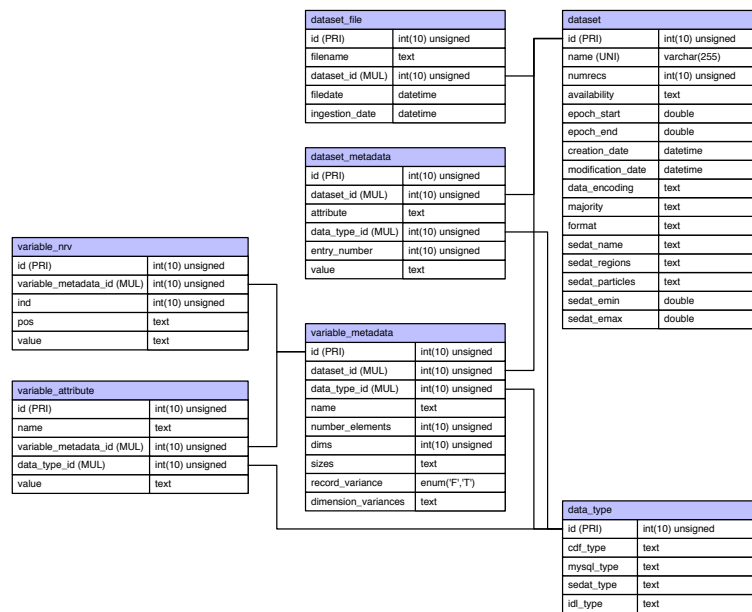 dataset_file
id (PRI) int(10) unsigned
filename text
dataset_id (MUL) int(10) unsigned
filedate datetime
ingestion_date datetime
dataset
id (PRI) int(10) unsigned
name (UNI) varchar(255)
numrecs int(10) unsigned
availability text
epoch_start double
epoch_end double
creation_date datetime
modification_date datetime
data_encoding text
majority text
format text
sedat_name text
sedat_regions text
sedat_particles text
sedat_emin double
sedat_emax double
dataset_metadata
id (PRI) int(10) unsigned
dataset_id (MUL) int(10) unsigned
attribute text
data_type_id (MUL) int(10) unsigned
entry_number int(10) unsigned
value text
variable_nrv
id (PRI) int(10) unsigned
variable_metadata_id (MUL) int(10) unsigned
ind int(10) unsigned
pos text
value text
variable_metadata
id (PRI) int(10) unsigned
dataset_id (MUL) int(10) unsigned
data_type_id (MUL) int(10) unsigned
name text
number_elements int(10) unsigned
dims int(10) unsigned
sizes text
record_variance enum('F','T')
dimension_variances text
variable_attribute
id (PRI) int(10) unsigned
name text
variable_metadata_id (MUL) int(10) unsigned
data_type_id (MUL) int(10) unsigned
value text
data_type
id (PRI) int(10) unsigned
cdf_type text
mysql_type text
sedat_type text
idl_type text